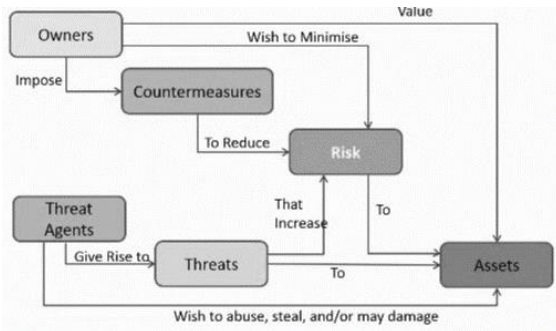 Value
Owners
Wish to Minimise
Impose
Countermeasures
To Reduce
Risk
That
Increase
To
Threat
Agents
Give Rise to
Threats
To
Assets
Wish to abuse, steal, and/or may damage